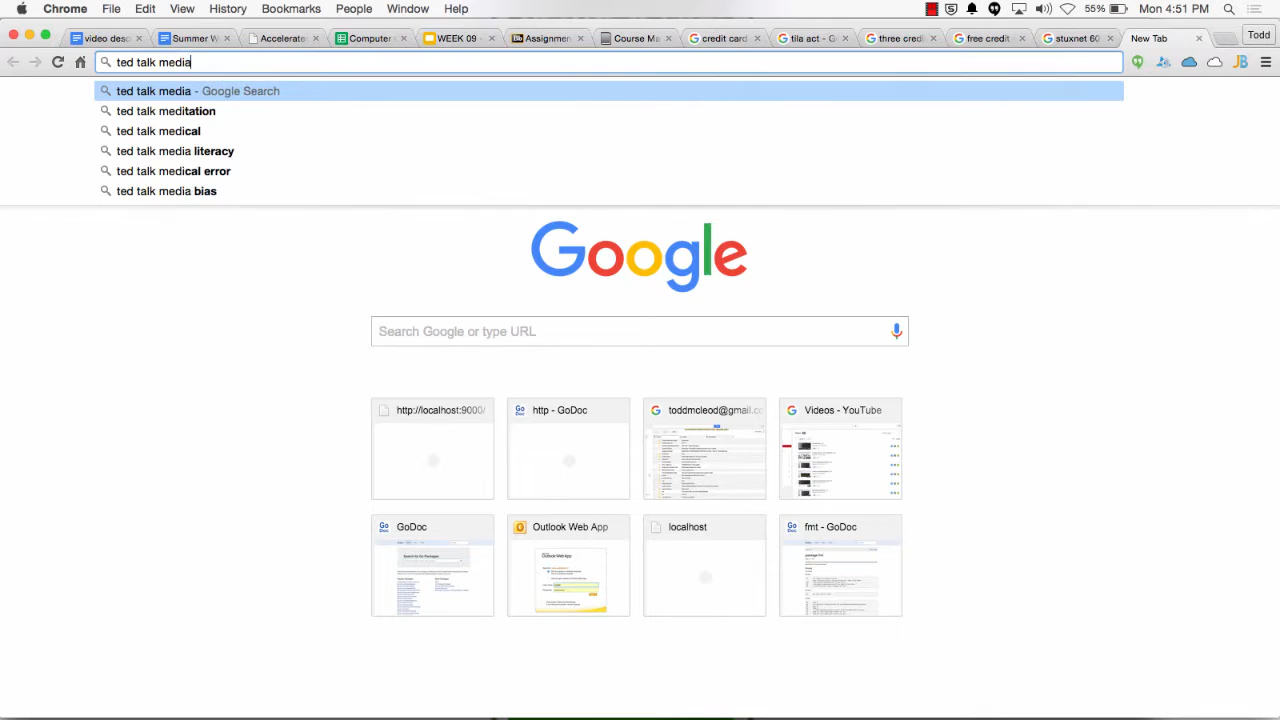 Chrome File Edit View History Bookmarks People Window Help 55% Mon 4:51 PM
video desc Summer W Accelerate Computer WEEK 09 - Assignmen Course Ma credit card tila act - G three credi free credit stuxnet 60 New Tab Todd
ted talk media
ted talk media - Google Search
ted talk meditation
ted talk medical
ted talk media literacy
ted talk medical error
ted talk media bias
Google
Search Google or type URL
http://localhost:9000/ http - GoDoc toddmcleod@gmail.co Videos - YouTube
GoDoc Outlook Web App localhost fmt - GoDoc